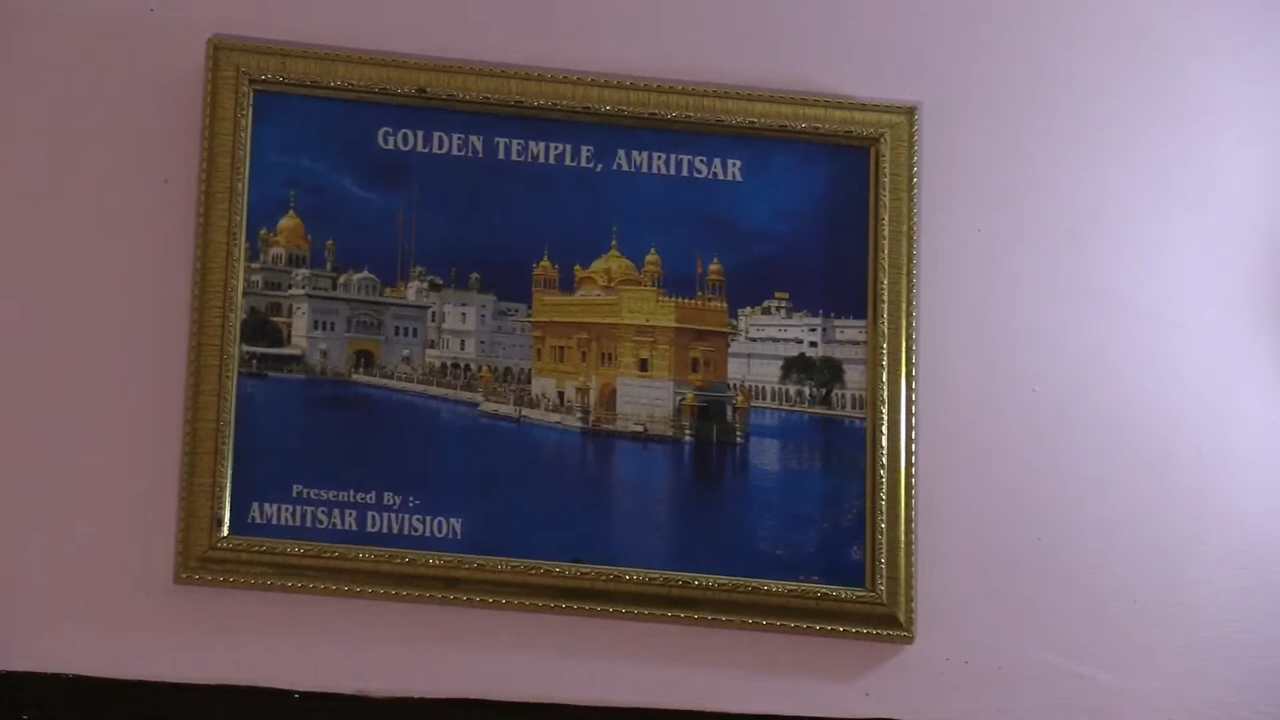 GOLDEN TEMPLE, AMRITSAR
Presented By :-
AMRITSAR DIVISION